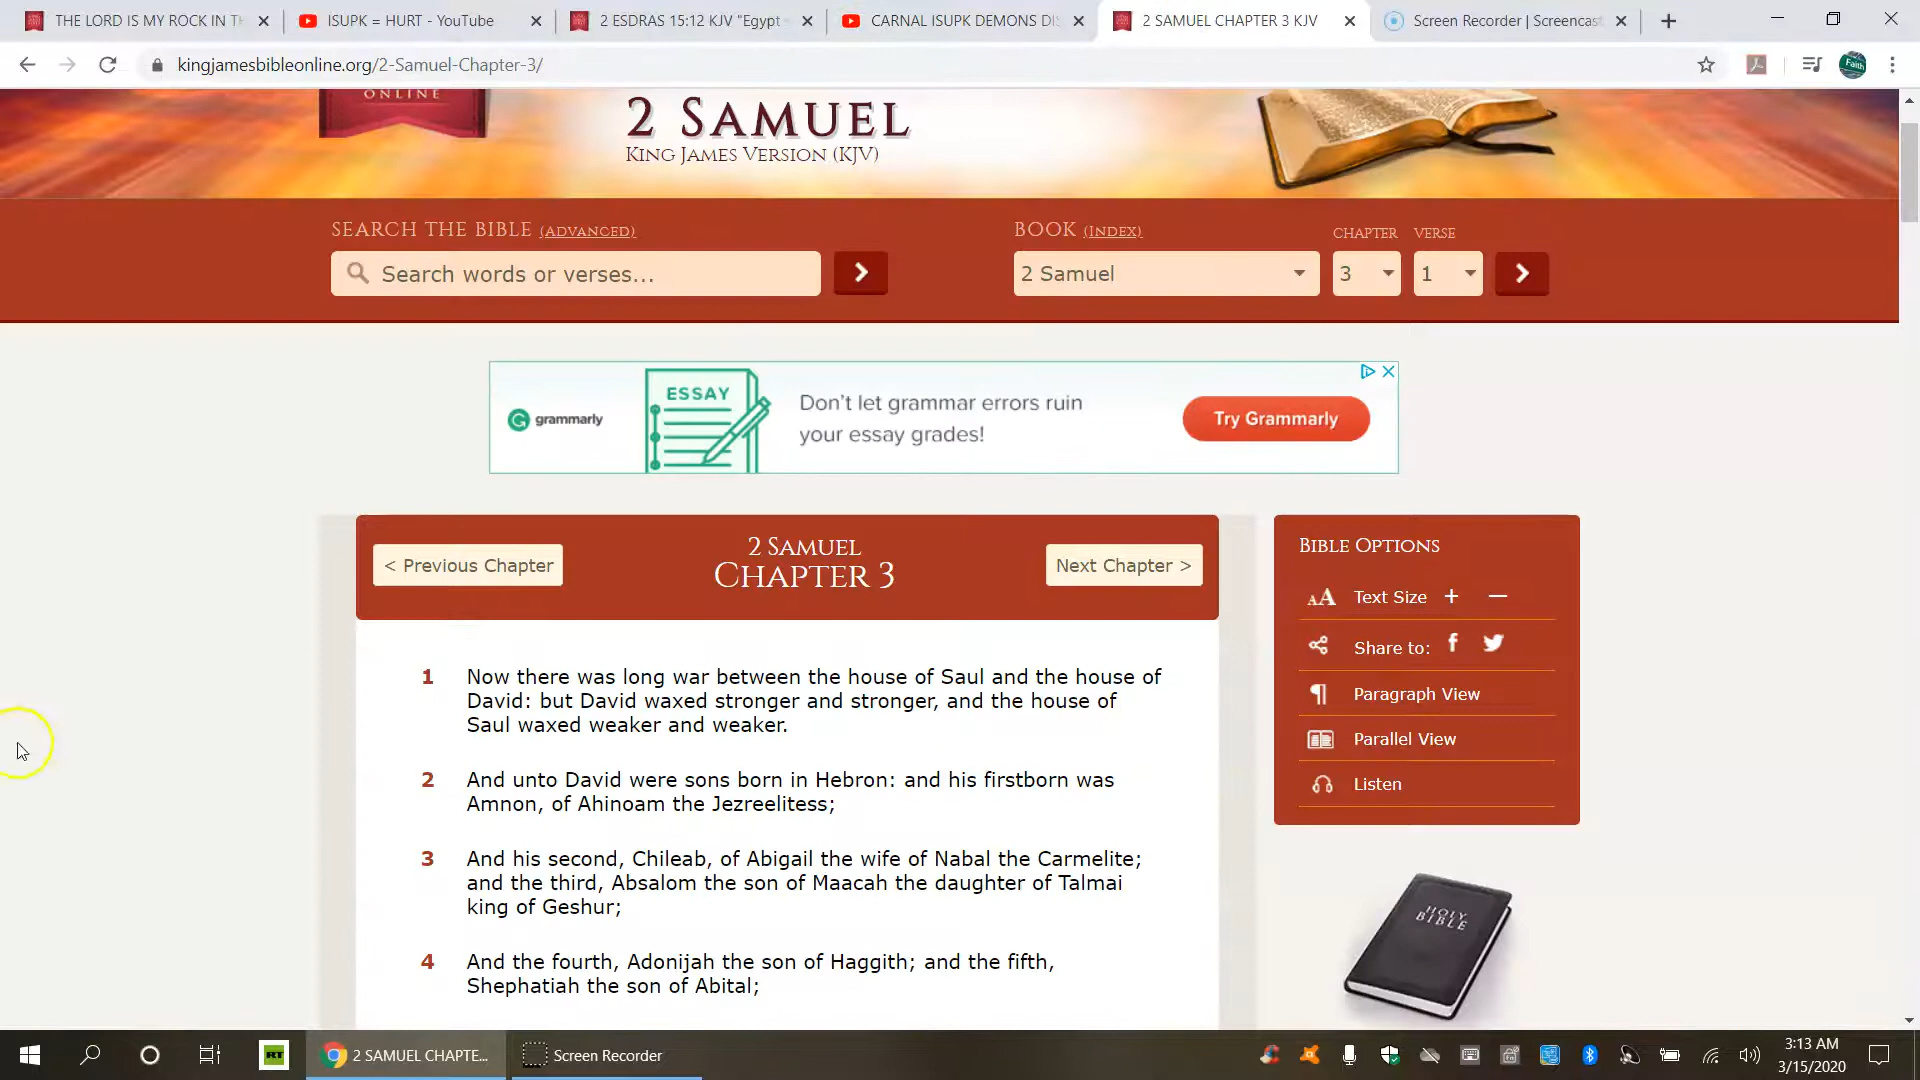 THE LORD IS MY ROCK IN TH
ISUPK = HURT - YouTube
2 ESDRAS 15:12 KJV "Egypt
CARNAL ISUPK DEMONS DI
2 SAMUEL CHAPTER 3 KJV
Screen Recorder | Screencast
kingjamesbibleonline.org/2-Samuel-Chapter-3/
Faith
ONLINE
2 SAMUEL
KING JAMES VERSION (KJV)
SEARCH THE BIBLE (ADVANCED)
BOOK (INDEX)
CHAPTER
VERSE
Search words or verses...
2 Samuel
3
1
grammarly
ESSAY
Don't let grammar errors ruin
your essay grades!
Try Grammarly
< Previous Chapter
2 SAMUEL
CHAPTER 3
Next Chapter >
1 Now there was long war between the house of Saul and the house of
David: but David waxed stronger and stronger, and the house of
Saul waxed weaker and weaker.
2 And unto David were sons born in Hebron: and his firstborn was
Amnon, of Ahinoam the Jezreelitess;
3 And his second, Chileab, of Abigail the wife of Nabal the Carmelite;
and the third, Absalom the son of Maacah the daughter of Talmai
king of Geshur;
4 And the fourth, Adonijah the son of Haggith; and the fifth,
Shephatiah the son of Abital;
BIBLE OPTIONS
AA Text Size + −
Share to:
Paragraph View
Parallel View
Listen
HOLY
BIBLE
RT
2 SAMUEL CHAPTE...
Screen Recorder
3:13 AM
3/15/2020